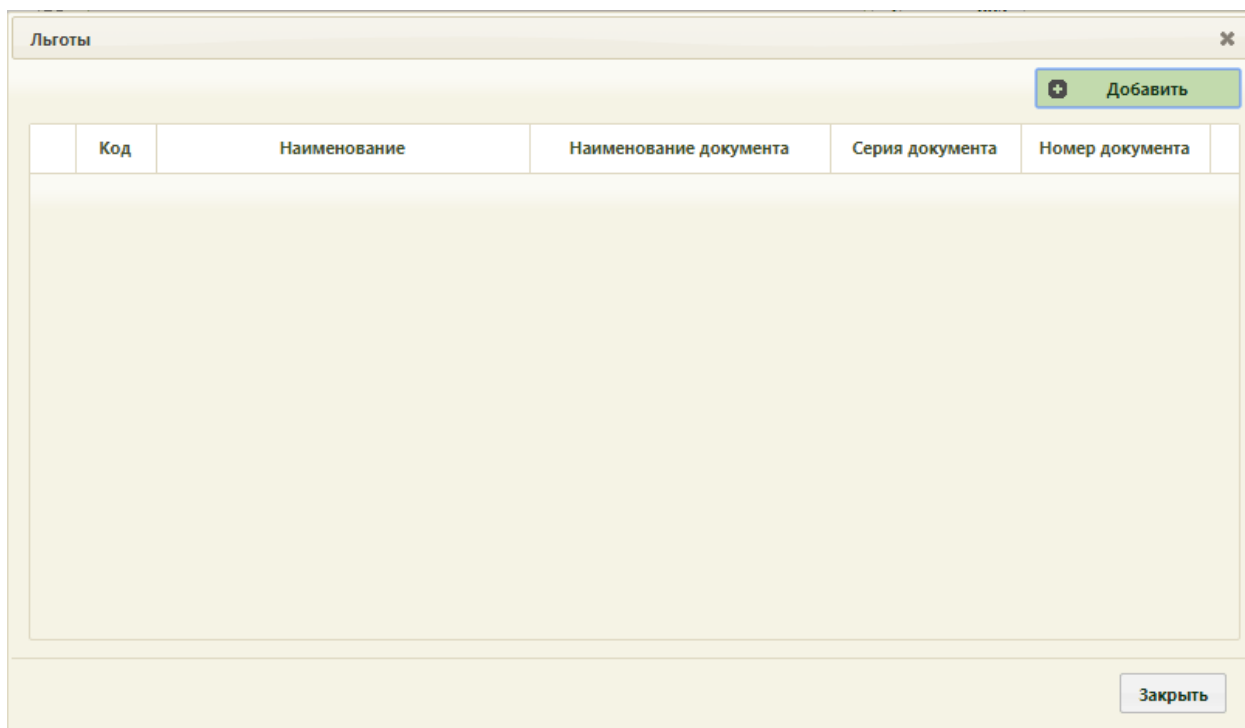 Льготы
Добавить
Код Наименование Наименование документа Серия документа Номер документа
Закрыть